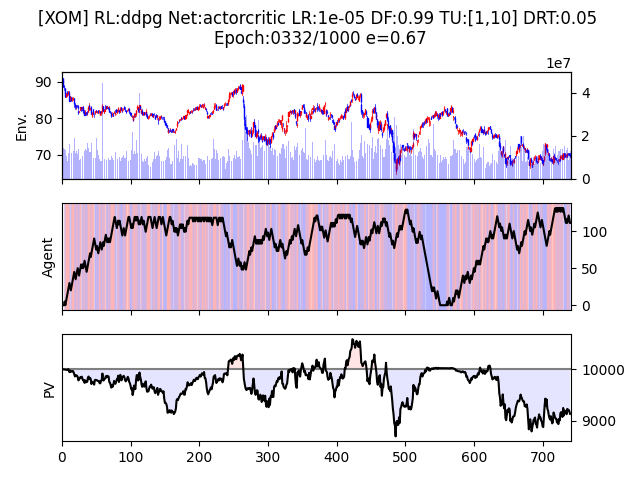 [XOM] RL:ddpg Net:actorcritic LR:1e-05 DF:0.99 TU:[1,10] DRT:0.05
Epoch:0332/1000 e=0.67
1e7
90
80
70
Env.
4
2
0
Agent
100
50
0
PV
10000
9000
0 100 200 300 400 500 600 700